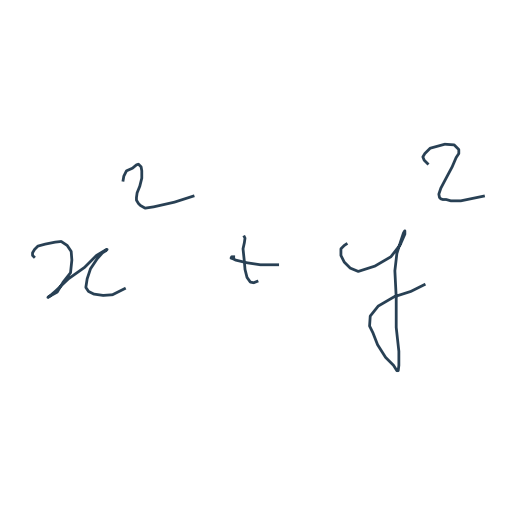 x² + y²